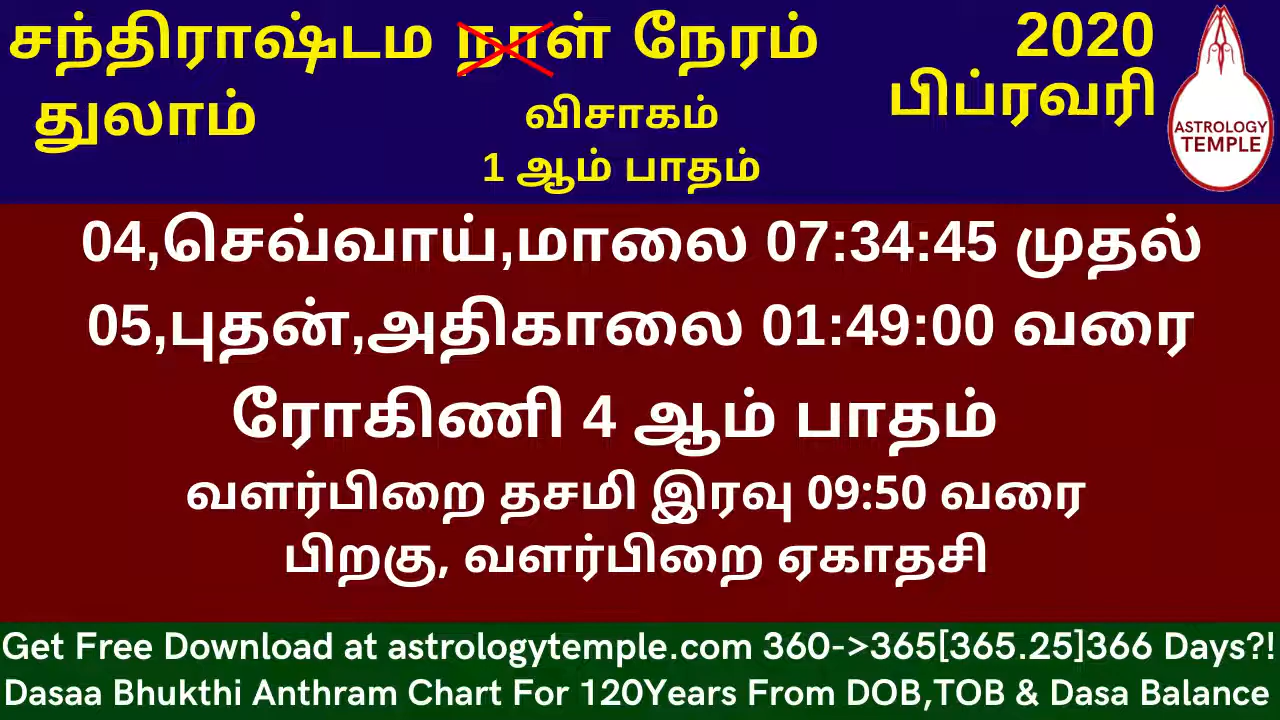 சந்திராஷ்டம நாள் நேரம்
2020
துலாம்
விசாகம்
1 ஆம் பாதம்
பிப்ரவரி
ASTROLOGY
TEMPLE
04,செவ்வாய்,மாலை 07:34:45 முதல்
05,புதன்,அதிகாலை 01:49:00 வரை
ரோகிணி 4 ஆம் பாதம்
வளர்பிறை தசமி இரவு 09:50 வரை
பிறகு, வளர்பிறை ஏகாதசி
Get Free Download at astrologytemple.com 360->365[365.25]366 Days?!
Dasaa Bhukthi Anthram Chart For 120Years From DOB,TOB & Dasa Balance